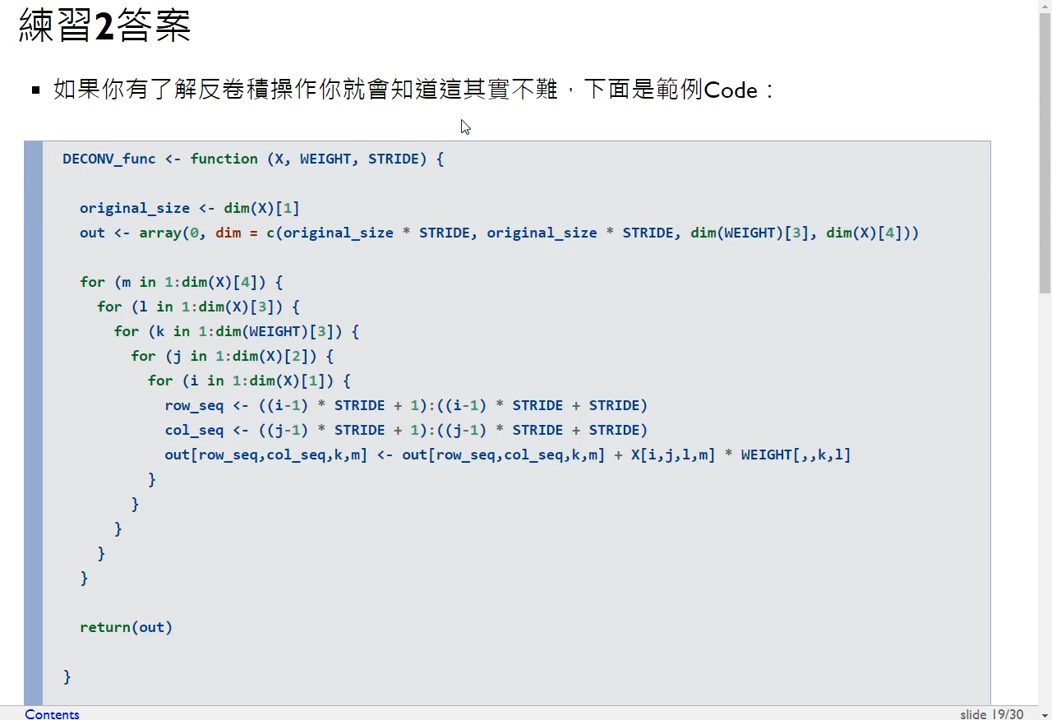 練習2答案
▪ 如果你有了解反卷積操作你就會知道這其實不難，下面是範例Code：
DECONV_func <- function (X, WEIGHT, STRIDE) {
original_size <- dim(X)[1]
out <- array(0, dim = c(original_size * STRIDE, original_size * STRIDE, dim(WEIGHT)[3], dim(X)[4]))
for (m in 1:dim(X)[4]) {
for (l in 1:dim(X)[3]) {
for (k in 1:dim(WEIGHT)[3]) {
for (j in 1:dim(X)[2]) {
for (i in 1:dim(X)[1]) {
row_seq <- ((i-1) * STRIDE + 1):((i-1) * STRIDE + STRIDE)
col_seq <- ((j-1) * STRIDE + 1):((j-1) * STRIDE + STRIDE)
out[row_seq,col_seq,k,m] <- out[row_seq,col_seq,k,m] + X[i,j,l,m] * WEIGHT[,,k,l]
}
}
}
}
}
return(out)
}
Contents
slide 19/30